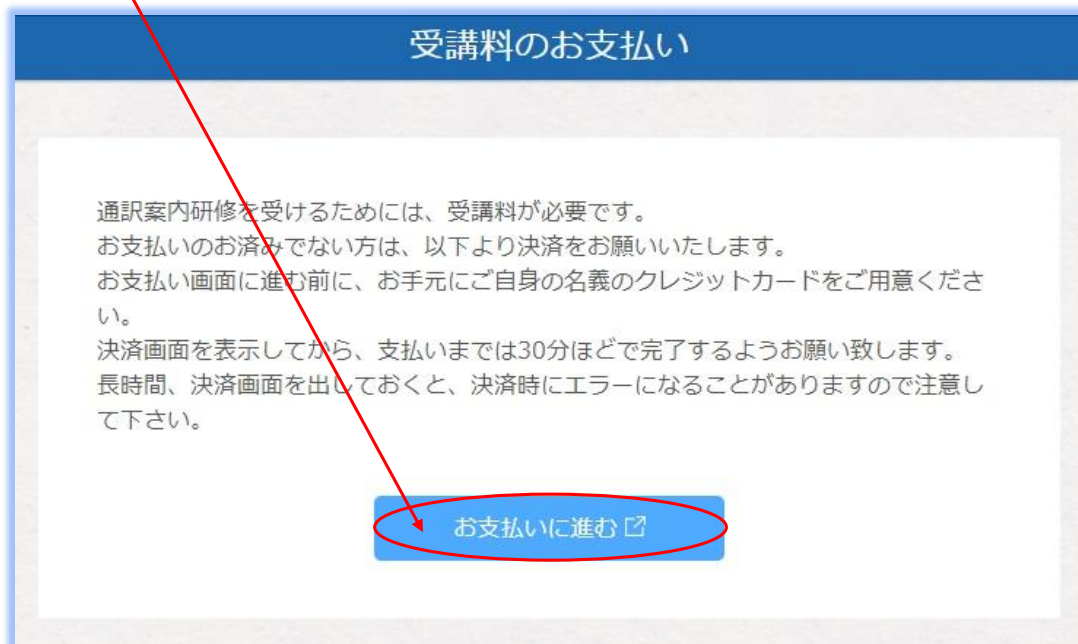 受講料のお支払い
通訳案内研修を受けるためには、受講料が必要です。
お支払いのお済みでない方は、以下より決済をお願いいたします。
お支払い画面に進む前に、お手元にご自身の名義のクレジットカードをご用意くださ
い。
決済画面を表示してから、支払いまでは30分ほどで完了するようお願い致します。
長時間、決済画面を出しておくと、決済時にエラーになることがありますので注意し
て下さい。
お支払いに進む